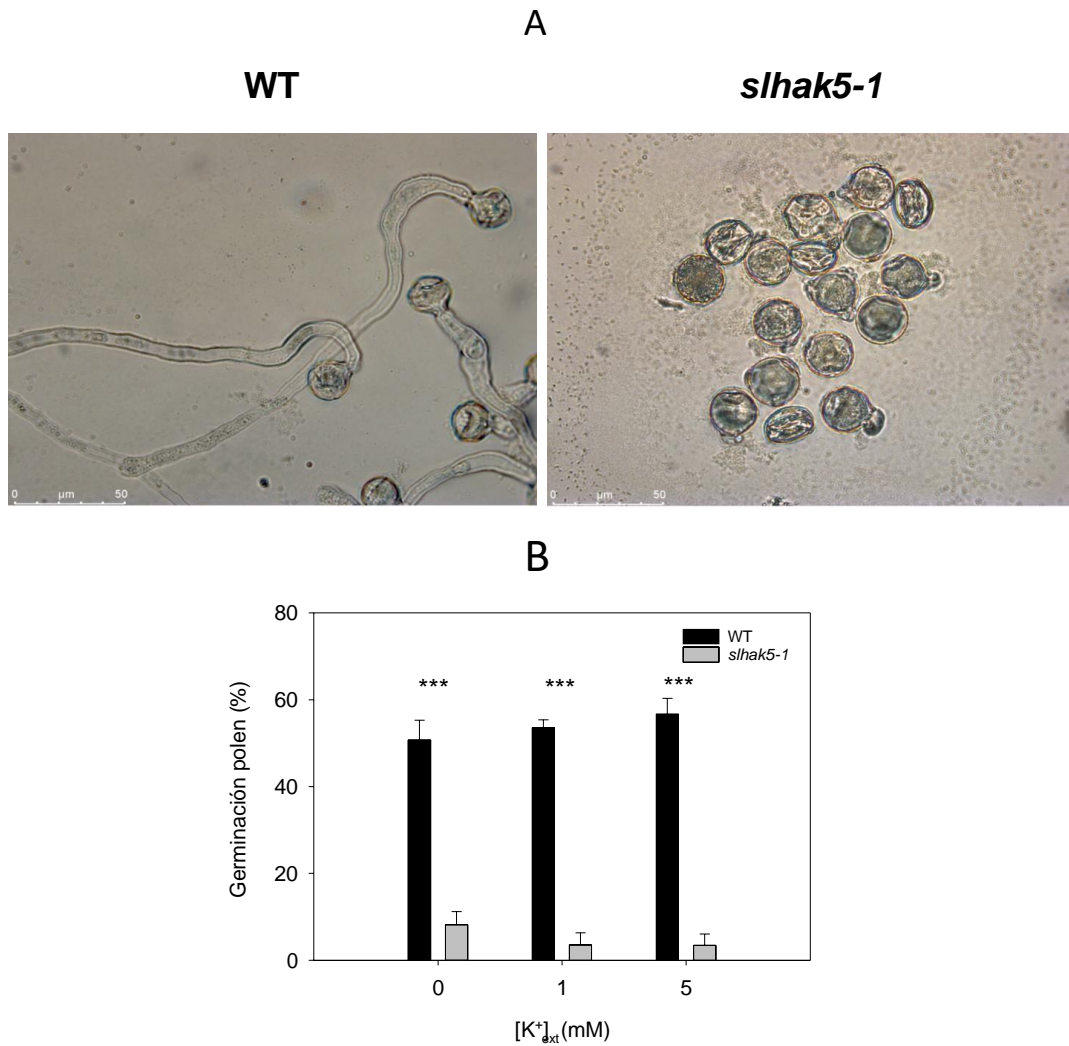 A
WT slhak5-1
0 µm 50
0 µm 50
B
80
60
40
20
0
Germinación polen (%)
WT
slhak5-1
*** *** ***
0 1 5
[K+]ext(mM)